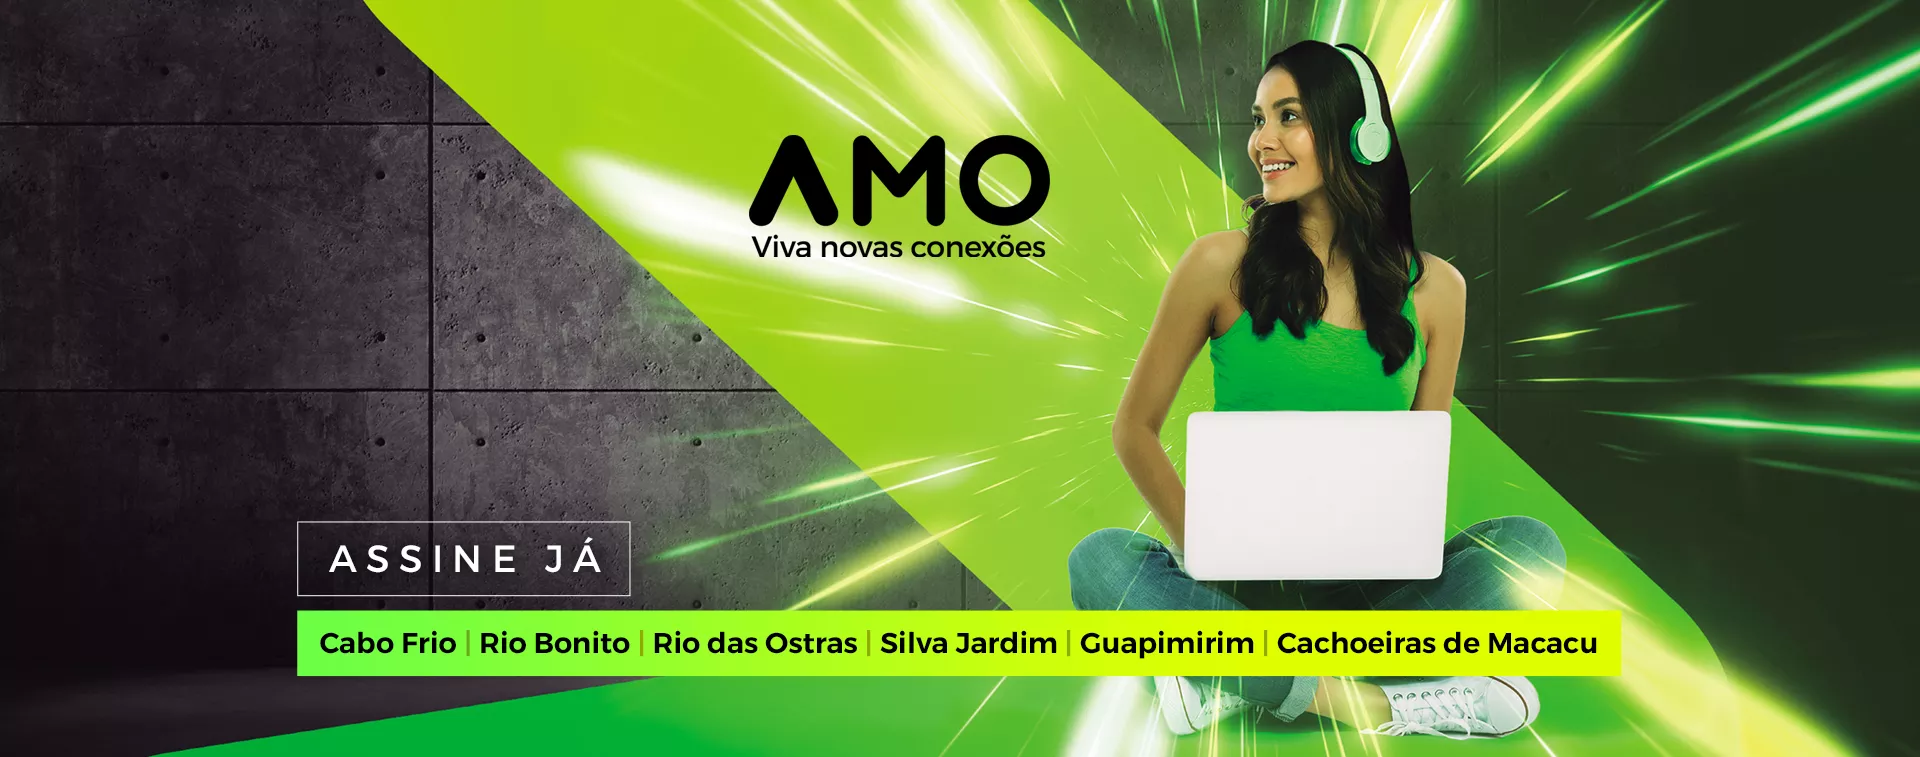 AMO
Viva novas conexões
ASSINE JÁ
Cabo Frio | Rio Bonito | Rio das Ostras | Silva Jardim | Guapimirim | Cachoeiras de Macacu